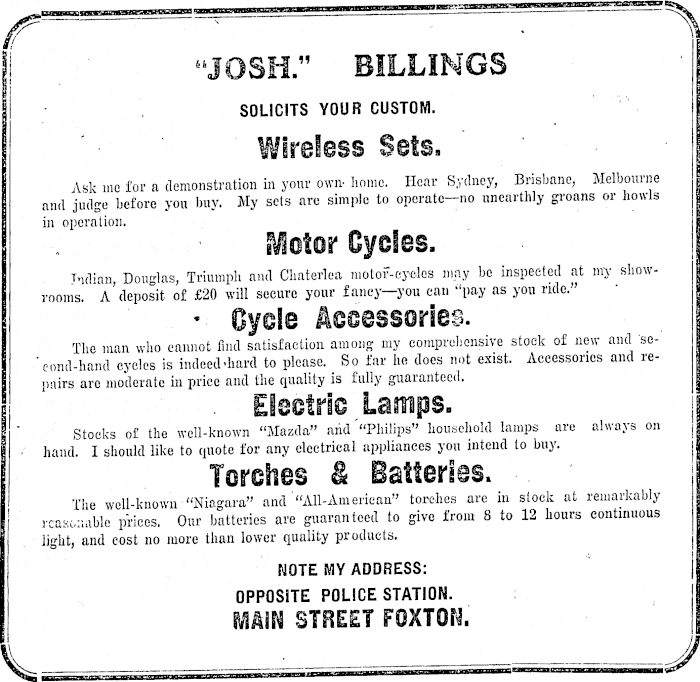 "JOSH." BILLINGS
SOLICITS YOUR CUSTOM.
Wireless Sets.
Ask me for a demonstration in your own home. Hear Sydney, Brisbane, Melbourne
and judge before you buy. My sets are simple to operate—no unearthly groans or howls
in operation.
Motor Cycles.
Indian, Douglas, Triumph and Chaterlea motor-cycles may be inspected at my show-
rooms. A deposit of £20 will secure your fancy—you can "pay as you ride."
Cycle Accessories.
The man who cannot find satisfaction among my comprehensive stock of new and se-
cond-hand cycles is indeed hard to please. So far he does not exist. Accessories and re-
pairs are moderate in price and the quality is fully guaranteed.
Electric Lamps.
Stocks of the well-known "Mazda" and "Philips" household lamps are always on
hand. I should like to quote for any electrical appliances you intend to buy.
Torches & Batteries.
The well-known "Niagara" and "All-American" torches are in stock at remarkably
reasonable prices. Our batteries are guaranteed to give from 8 to 12 hours continuous
light, and cost no more than lower quality products.
NOTE MY ADDRESS:
OPPOSITE POLICE STATION.
MAIN STREET FOXTON.